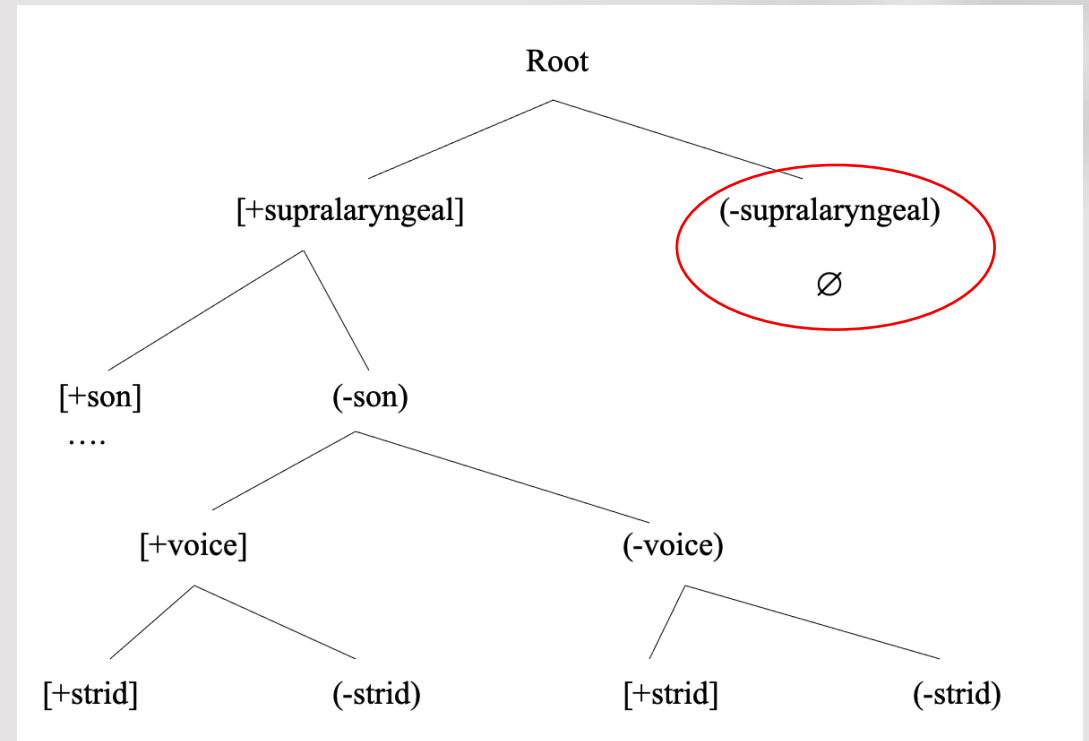 Root
[+supralaryngeal] (-supralaryngeal)
∅
[+son] (-son)
....
[+voice] (-voice)
[+strid] (-strid) [+strid] (-strid)